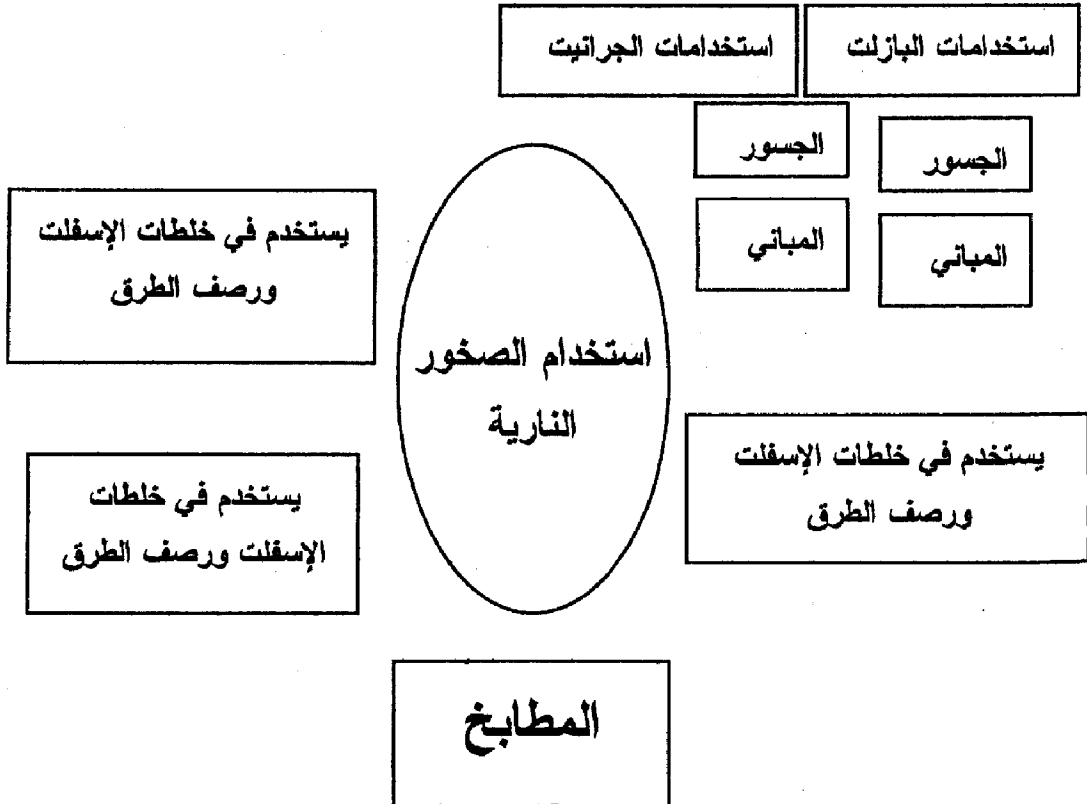 استخدامات البازلت
استخدامات الجرانيت
الجسور
الجسور
المباني
المباني
يستخدم في خلطات الإسفلت
ورصف الطرق
استخدام الصخور
النارية
يستخدم في خلطات الإسفلت
ورصف الطرق
يستخدم في خلطات
الإسفلت ورصف الطرق
المطابخ